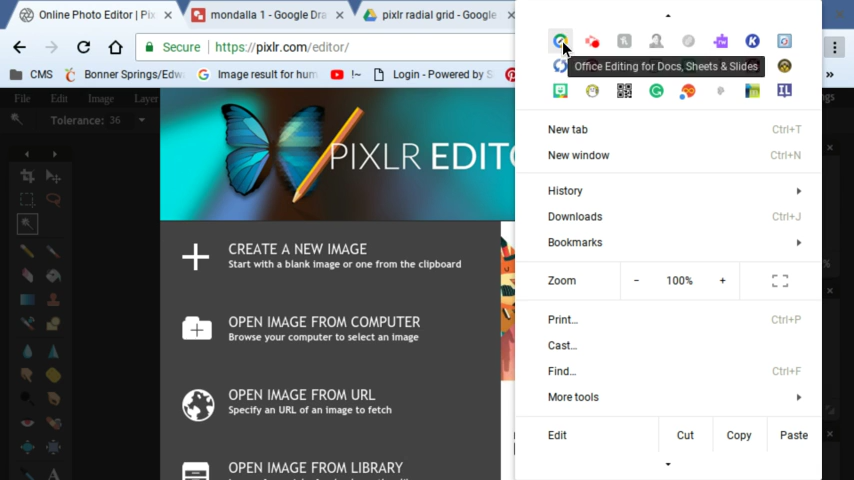 Online Photo Editor | Pix
mondalla 1 - Google Dra
pixlr radial grid - Google
Secure
https://pixlr.com/editor/
CMS
Bonner Springs/Edw
Image result for hum
!~
Login - Powered by S
»
Office Editing for Docs, Sheets & Slides
File
Edit
Image
Layer
Tolerance: 36
PIXLR EDIT
CREATE A NEW IMAGE
Start with a blank image or one from the clipboard
OPEN IMAGE FROM COMPUTER
Browse your computer to select an image
OPEN IMAGE FROM URL
Specify an URL of an image to fetch
OPEN IMAGE FROM LIBRARY
New tab
Ctrl+T
New window
Ctrl+N
History
Downloads
Ctrl+J
Bookmarks
Zoom
- 100% +
Print...
Ctrl+P
Cast...
Find...
Ctrl+F
More tools
Edit
Cut
Copy
Paste